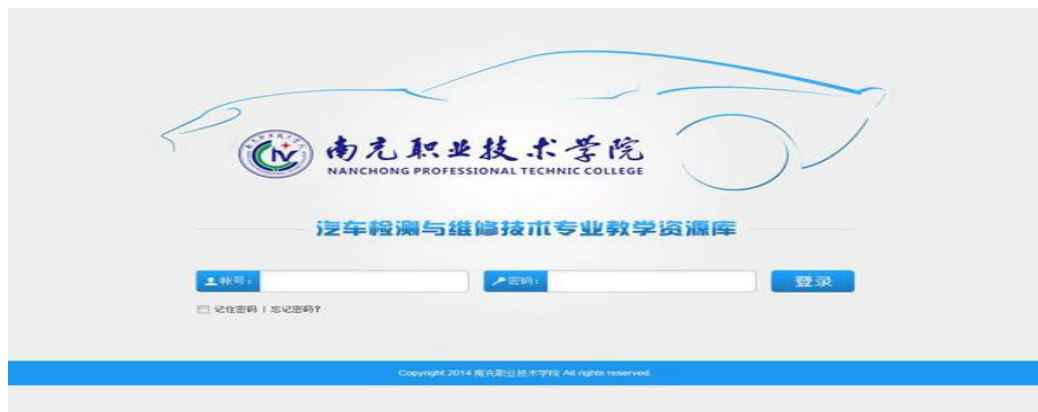 南充职业技术学院
NANCHONG PROFESSIONAL TECHNIC COLLEGE
汽车检测与维修技术专业教学资源库
帐号： 密码： 登录
记住密码 | 忘记密码?
Copyright 2014 南充职业技术学院 All rights reserved.